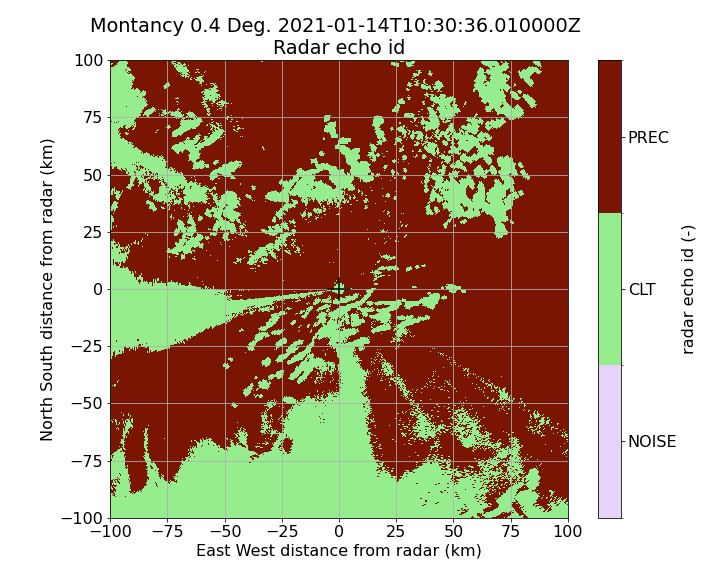 Montancy 0.4 Deg. 2021-01-14T10:30:36.010000Z
Radar echo id
North South distance from radar (km)
100
75
50
25
0
−25
−50
−75
−100
−100 −75 −50 −25 0 25 50 75 100
East West distance from radar (km)
PREC
CLT
NOISE
radar echo id (-)